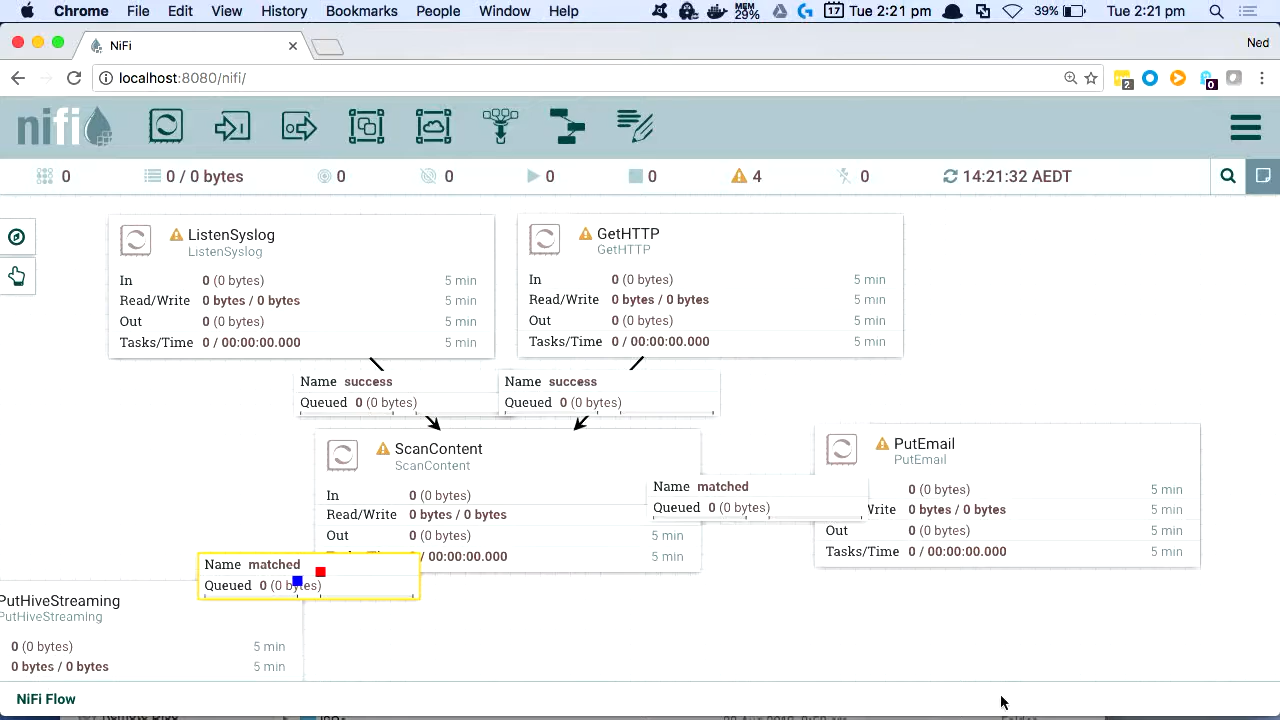 Chrome File Edit View History Bookmarks People Window Help MEM 29% 17 Tue 2:21 pm 39% Tue 2:21 pm
NiFi Ned
localhost:8080/nifi/ 2 0
nifi
0 0 / 0 bytes 0 0 0 0 4 0 14:21:32 AEDT
ListenSyslog
ListenSyslog
In 0 (0 bytes) 5 min
Read/Write 0 bytes / 0 bytes 5 min
Out 0 (0 bytes) 5 min
Tasks/Time 0 / 00:00:00.000 5 min
GetHTTP
GetHTTP
In 0 (0 bytes) 5 min
Read/Write 0 bytes / 0 bytes 5 min
Out 0 (0 bytes) 5 min
Tasks/Time 0 / 00:00:00.000 5 min
Name success
Queued 0 (0 bytes)
Name success
Queued 0 (0 bytes)
ScanContent
ScanContent
In 0 (0 bytes)
Read/Write 0 bytes / 0 bytes
Out 0 (0 bytes) 5 min
/ 00:00:00.000 5 min
Name matched
Queued 0 (0 bytes)
PutEmail
PutEmail
0 (0 bytes) 5 min
Write 0 bytes / 0 bytes 5 min
Out 0 (0 bytes) 5 min
Tasks/Time 0 / 00:00:00.000 5 min
Name matched
Queued 0 (0 bytes)
PutHiveStreaming
PutHiveStreaming
0 (0 bytes) 5 min
0 bytes / 0 bytes 5 min
NiFi Flow